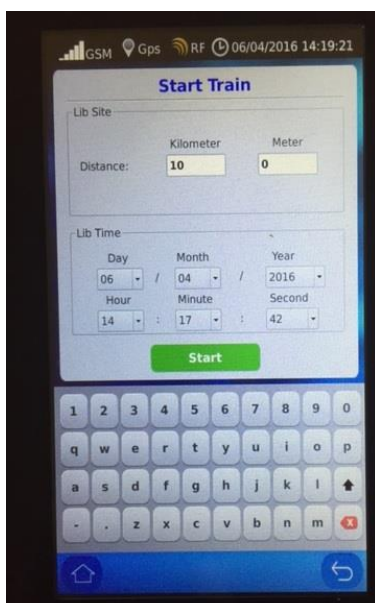 GSM Gps RF 06/04/2016 14:19:21
Start Train
Lib Site
Kilometer Meter
Distance: 10 0
Lib Time
Day Month Year
06 / 04 / 2016
Hour Minute Second
14 : 17 : 42
Start
1 2 3 4 5 6 7 8 9 0
q w e r t y u i o p
a s d f g h j k l
- . z x c v b n m